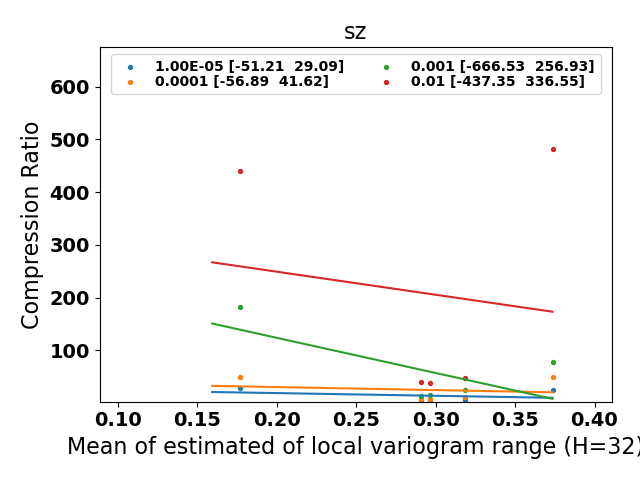 sz
1.00E-05 [-51.21  29.09]
0.0001 [-56.89  41.62]
0.001 [-666.53  256.93]
0.01 [-437.35  336.55]
Compression Ratio
600
500
400
300
200
100
0.10 0.15 0.20 0.25 0.30 0.35 0.40
Mean of estimated of local variogram range (H=32)